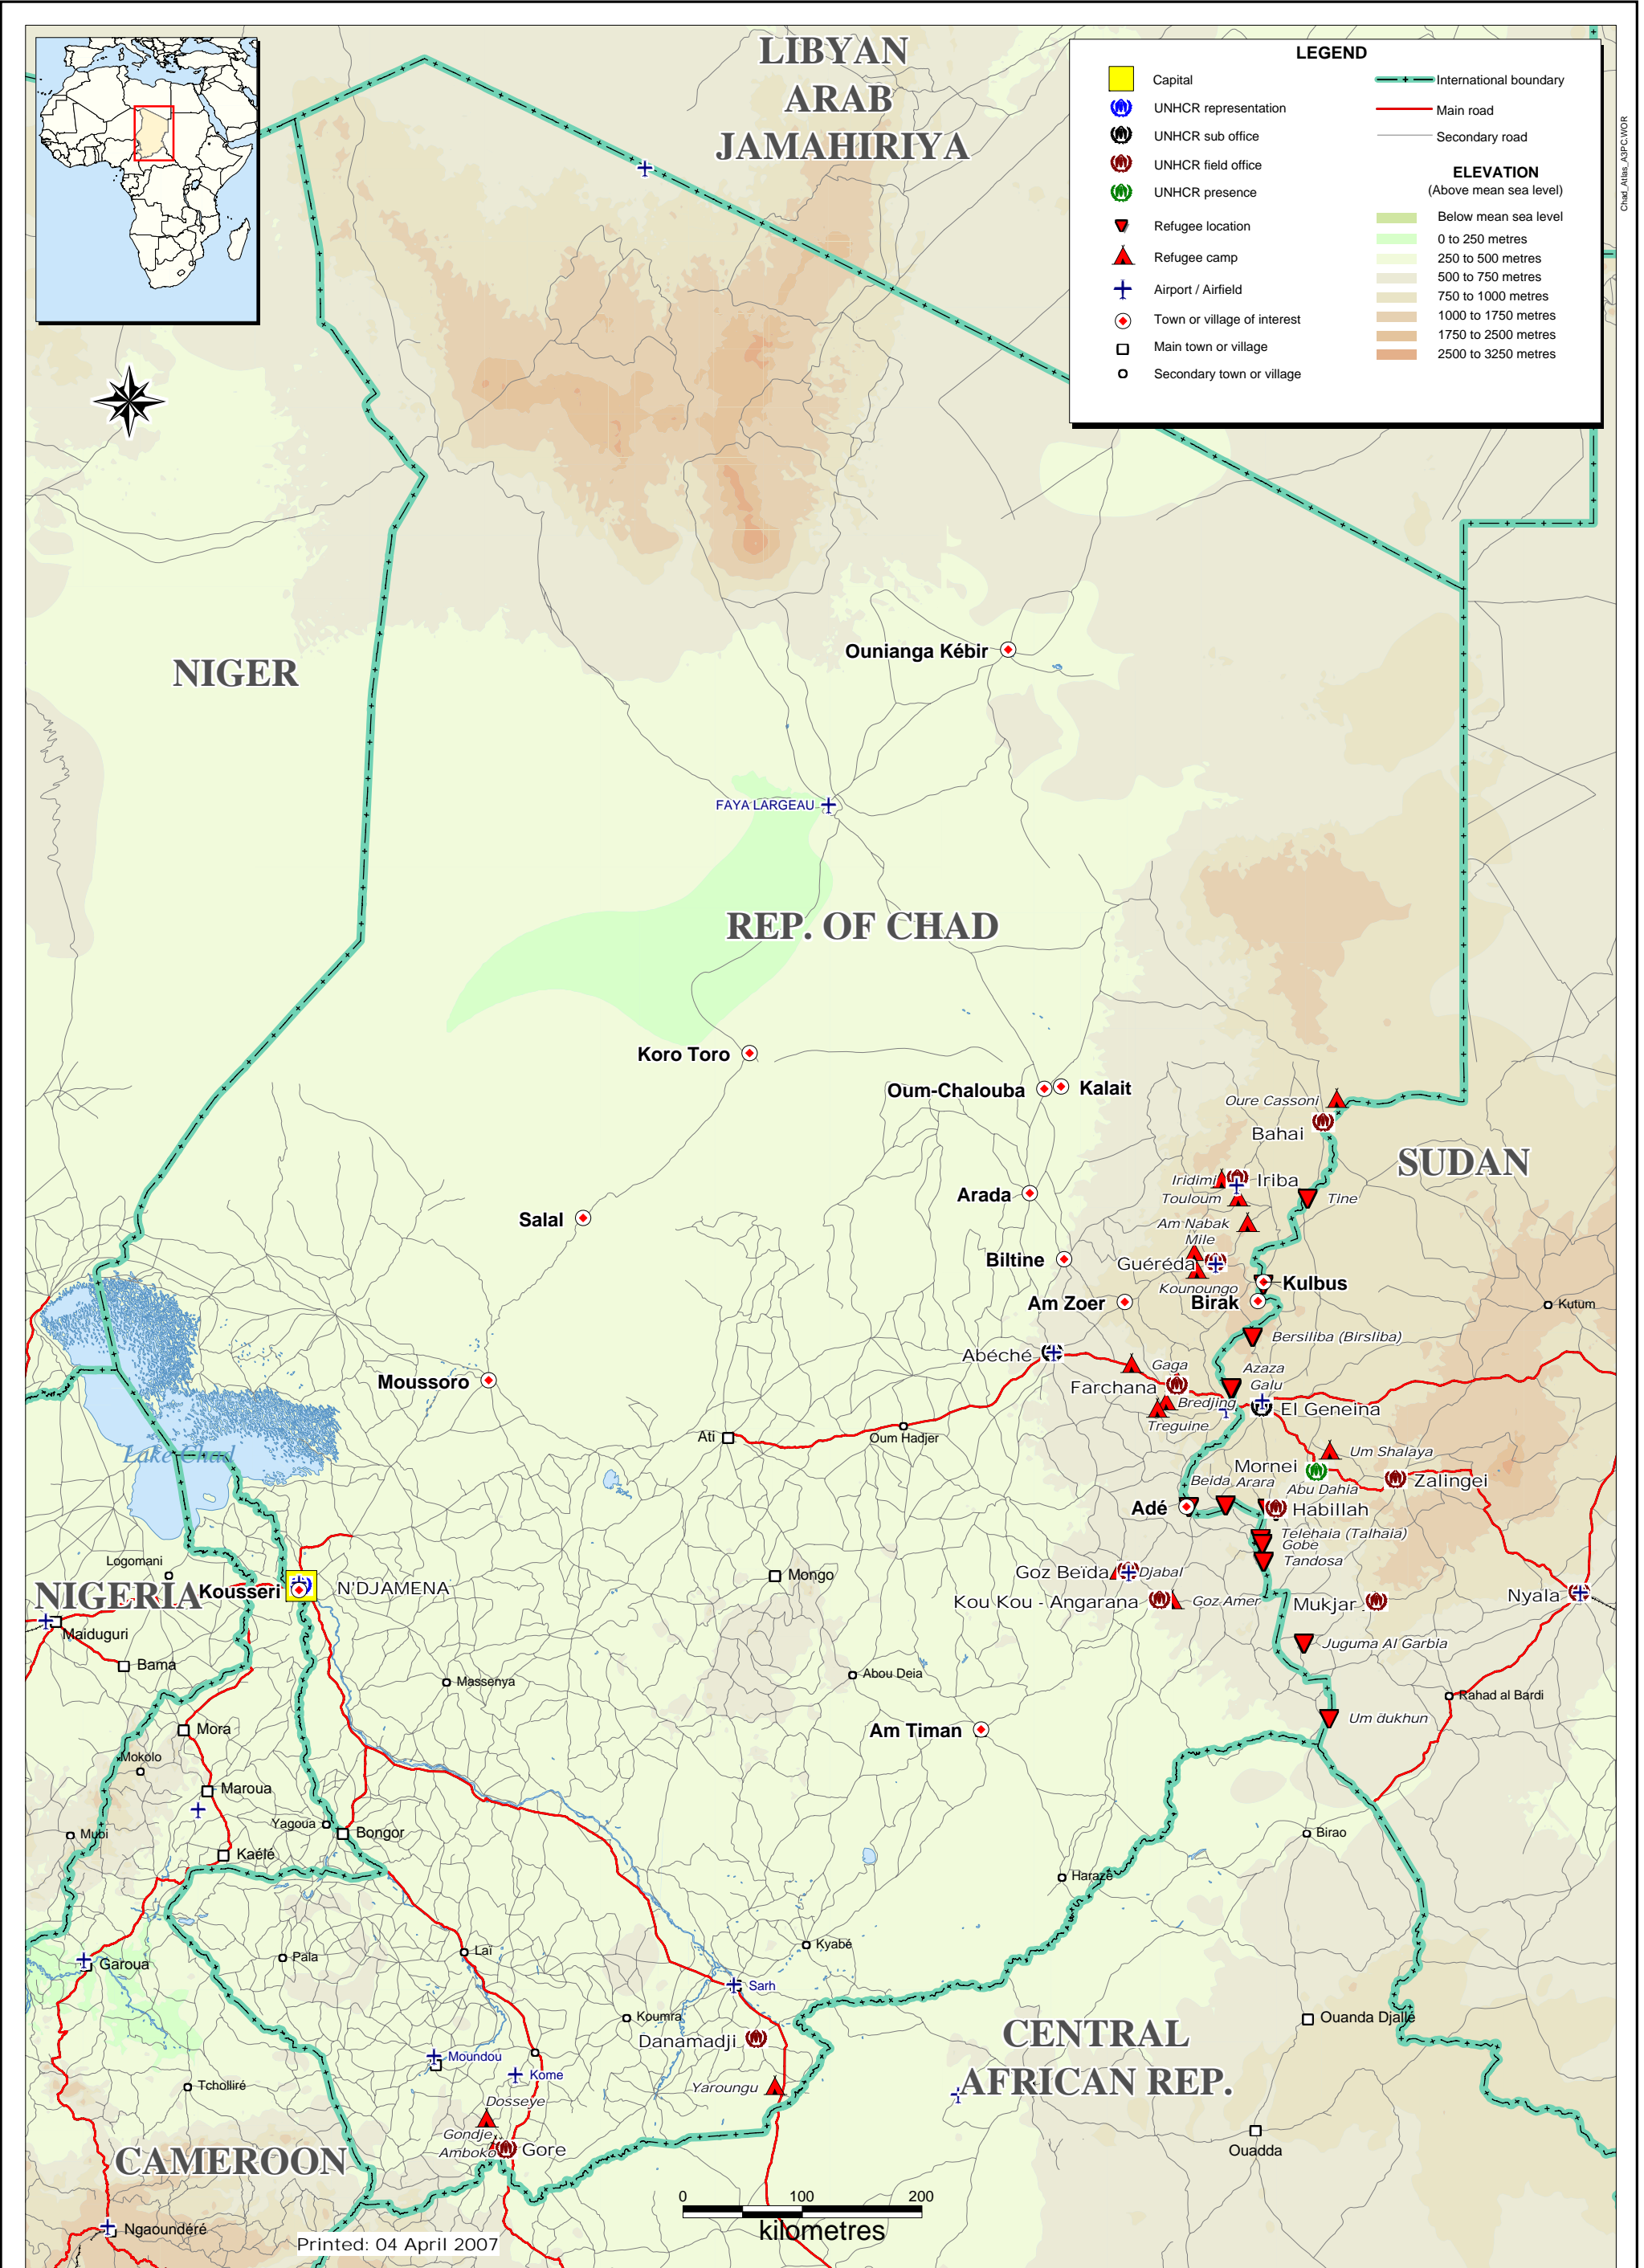 LIBYAN
ARAB
JAMAHIRIYA
LEGEND
Capital
UNHCR representation
UNHCR sub office
UNHCR field office
UNHCR presence
Refugee location
Refugee camp
Airport / Airfield
Town or village of interest
Main town or village
Secondary town or village
International boundary
Main road
Secondary road
ELEVATION
(Above mean sea level)
Below mean sea level
0 to 250 metres
250 to 500 metres
500 to 750 metres
750 to 1000 metres
1000 to 1750 metres
1750 to 2500 metres
2500 to 3250 metres
Chad_Atlas_A3PC.WOR
Ounianga Kébir
NIGER
FAYA LARGEAU
REP. OF CHAD
Koro Toro
Oum-Chalouba
Kalait
Oure Cassoni
Bahai
SUDAN
Iridimi
Iriba
Touloum
Tine
Arada
Salal
Am Nabak
Mile
Biltine
Guéréda
Kounoungo
Kulbus
Am Zoer
Birak
Kutum
Bersiliba (Birsliba)
Abéché
Gaga
Azaza
Moussoro
Farchana
Galu
Bredjing
El Geneina
Treguine
Ati
Oum Hadjer
Lake Chad
Um Shalaya
Mornei
Zalingei
Beida
Arara
Abu Dahia
Adé
Habillah
Telehala (Talhala)
Gobe
Tandosa
Logomani
NIGERIA
Kousseri
N'DJAMENA
Mongo
Goz Beïda
Djabal
Kou Kou - Angarana
Goz Amer
Mukjar
Nyala
Maiduguri
Bama
Juguma Al Garbia
Massenya
Abou Deia
Rahad al Bardi
Mora
Am Timan
Um dukhun
Mokolo
Maroua
Yagoua
Bongor
Mubi
Birao
Kaélé
Haraze
Kyabé
Pala
Laï
Garoua
Sarh
Koumra
Ouanda Djallé
Danamadji
CENTRAL
AFRICAN REP.
Moundou
Kome
Tcholliré
Yaroungu
Dosseye
Gondje
Amboko
Gore
Ouadda
CAMEROON
0 100 200
kilometres
Ngaoundéré
Printed: 04 April 2007